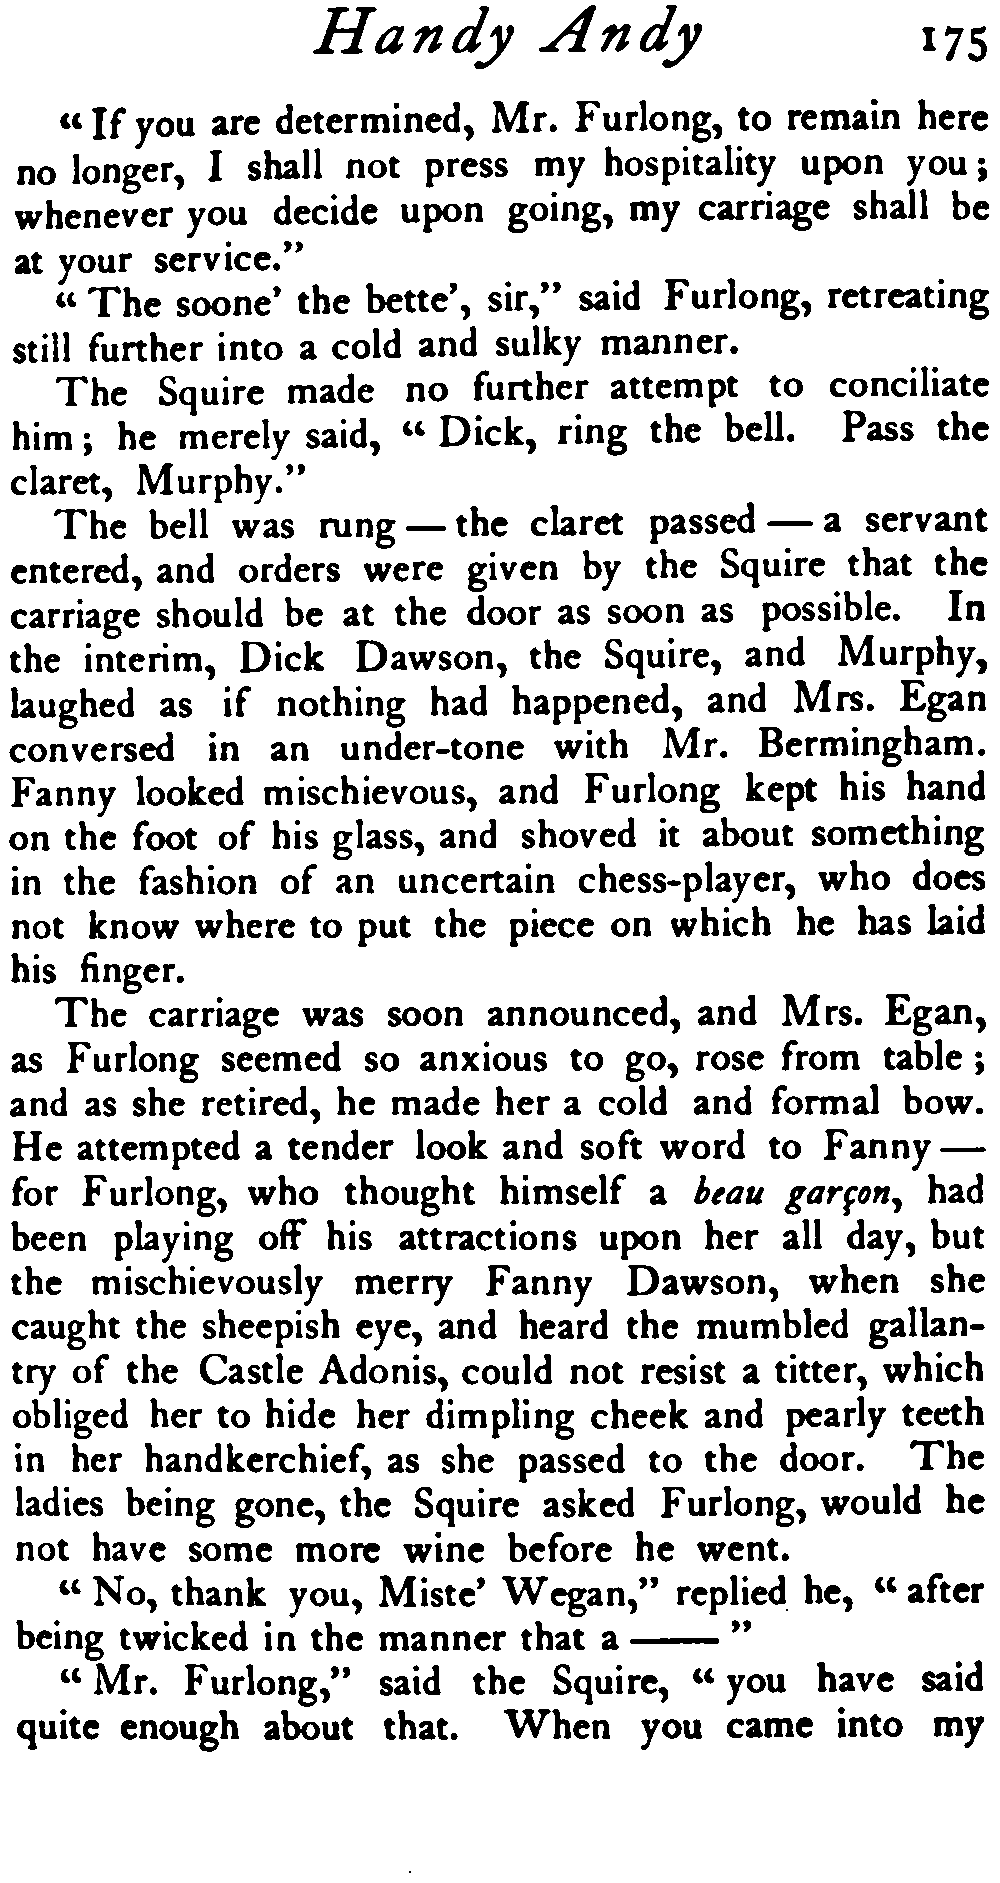 Handy Andy 175
“ If you are determined, Mr. Furlong, to remain here
no longer, I shall not press my hospitality upon you ;
whenever you decide upon going, my carriage shall be
at your service.”
“ The soone’ the bette’, sir,” said Furlong, retreating
still further into a cold and sulky manner.
The Squire made no further attempt to conciliate
him ; he merely said, “ Dick, ring the bell. Pass the
claret, Murphy.”
The bell was rung — the claret passed — a servant
entered, and orders were given by the Squire that the
carriage should be at the door as soon as possible. In
the interim, Dick Dawson, the Squire, and Murphy,
laughed as if nothing had happened, and Mrs. Egan
conversed in an under-tone with Mr. Bermingham.
Fanny looked mischievous, and Furlong kept his hand
on the foot of his glass, and shoved it about something
in the fashion of an uncertain chess-player, who does
not know where to put the piece on which he has laid
his finger.
The carriage was soon announced, and Mrs. Egan,
as Furlong seemed so anxious to go, rose from table ;
and as she retired, he made her a cold and formal bow.
He attempted a tender look and soft word to Fanny —
for Furlong, who thought himself a beau garçon, had
been playing off his attractions upon her all day, but
the mischievously merry Fanny Dawson, when she
caught the sheepish eye, and heard the mumbled gallan-
try of the Castle Adonis, could not resist a titter, which
obliged her to hide her dimpling cheek and pearly teeth
in her handkerchief, as she passed to the door. The
ladies being gone, the Squire asked Furlong, would he
not have some more wine before he went.
“ No, thank you, Miste’ Wegan,” replied he, “ after
being twicked in the manner that a —— ”
“ Mr. Furlong,” said the Squire, “ you have said
quite enough about that. When you came into my